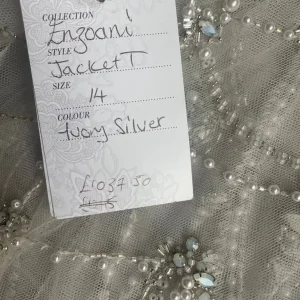 COLLECTION
Enzoani
STYLE
Jacket T
SIZE
14
COLOUR
Ivory Silver
£1037.50